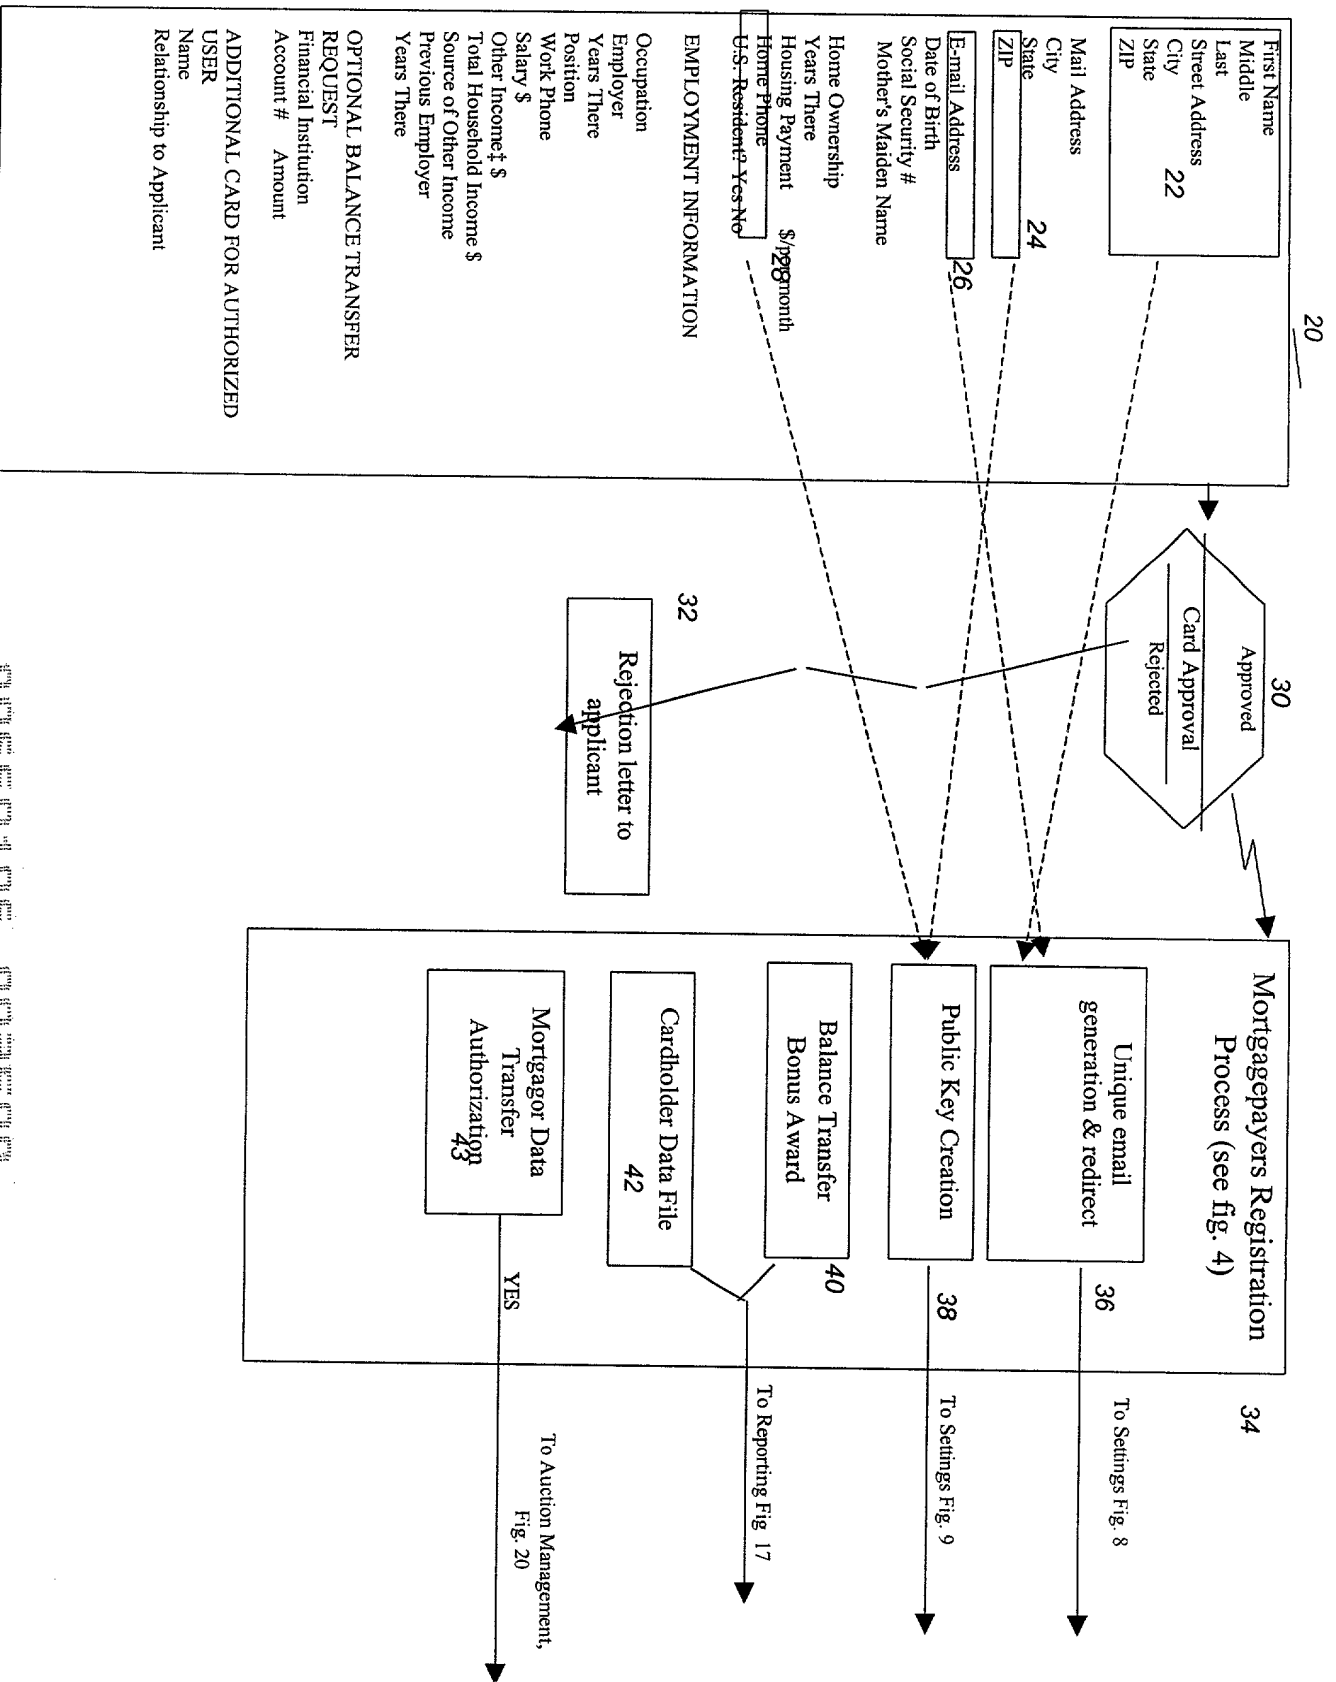 20
First Name
Middle
Last
Street Address
City 22
State
ZIP
Mail Address
City
State 24
ZIP
E-mail Address 26
Date of Birth
Social Security #
Mother's Maiden Name
Home Ownership
Years There
Housing Payment $/per month
28
Home Phone
U.S. Resident? Yes No
EMPLOYMENT INFORMATION
Occupation
Employer
Years There
Position
Work Phone
Salary $
Other Income‡ $
Total Household Income $
Source of Other Income
Previous Employer
Years There
OPTIONAL BALANCE TRANSFER
REQUEST
Financial Institution
Account # Amount
ADDITIONAL CARD FOR AUTHORIZED
USER
Name
Relationship to Applicant
30
Approved
Card Approval
Rejected
32
Rejection letter to
applicant
34
Mortgagepayers Registration
Process (see fig. 4)
Unique email
generation & redirect
36
To Settings Fig. 8
Public Key Creation
38
To Settings Fig. 9
Balance Transfer
Bonus Award
40
Cardholder Data File
42
To Reporting Fig 17
Mortgagor Data
Transfer
Authorization
43
YES
To Auction Management,
Fig. 20